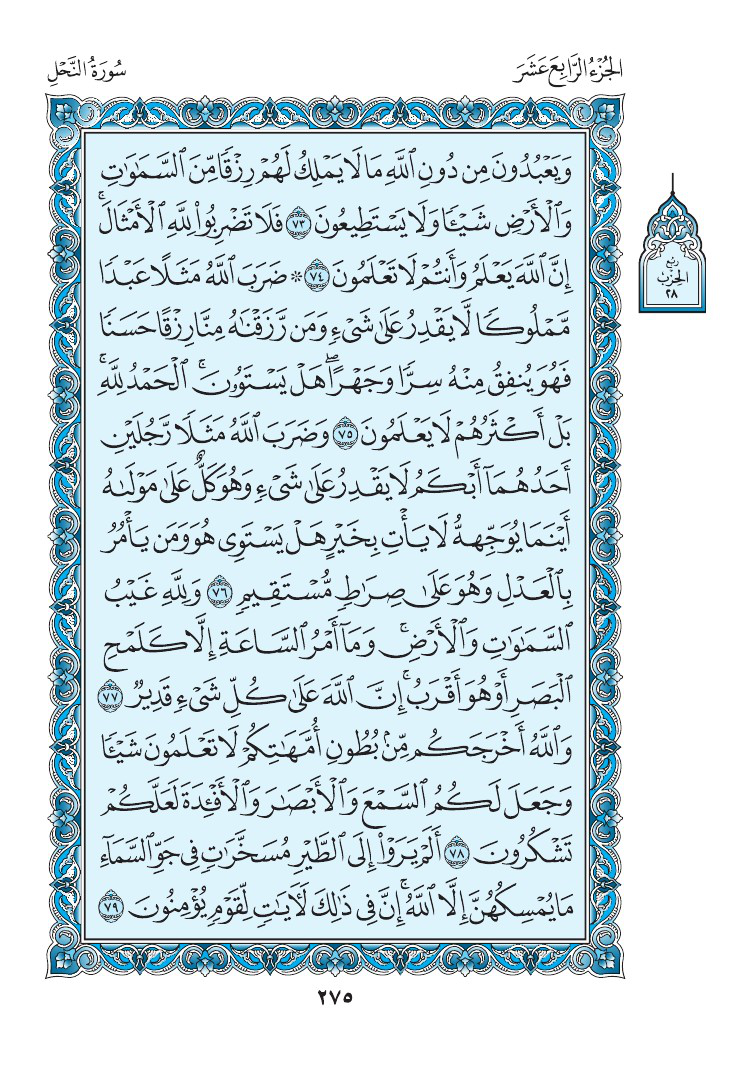 الجُزْءُ الرَّابِعَ عَشَرَ
سُورَةُ النَّحْلِ
وَيَعْبُدُونَ مِن دُونِ ٱللَّهِ مَا لَا يَمْلِكُ لَهُمْ رِزْقًا مِّنَ ٱلسَّمَٰوَٰتِ
وَٱلْأَرْضِ شَيْـًٔا وَلَا يَسْتَطِيعُونَ ٧٣ فَلَا تَضْرِبُوا۟ لِلَّهِ ٱلْأَمْثَالَۚ
إِنَّ ٱللَّهَ يَعْلَمُ وَأَنتُمْ لَا تَعْلَمُونَ ٧٤ * ضَرَبَ ٱللَّهُ مَثَلًا عَبْدًا
مَّمْلُوكًا لَّا يَقْدِرُ عَلَىٰ شَىْءٍ وَمَن رَّزَقْنَٰهُ مِنَّا رِزْقًا حَسَنًا
فَهُوَ يُنفِقُ مِنْهُ سِرًّا وَجَهْرًاۖ هَلْ يَسْتَوُۥنَۚ ٱلْحَمْدُ لِلَّهِۚ
بَلْ أَكْثَرُهُمْ لَا يَعْلَمُونَ ٧٥ وَضَرَبَ ٱللَّهُ مَثَلًا رَّجُلَيْنِ
أَحَدُهُمَآ أَبْكَمُ لَا يَقْدِرُ عَلَىٰ شَىْءٍ وَهُوَ كَلٌّ عَلَىٰ مَوْلَىٰهُ
أَيْنَمَا يُوَجِّههُّ لَا يَأْتِ بِخَيْرٍ هَلْ يَسْتَوِى هُوَ وَمَن يَأْمُرُ
بِٱلْعَدْلِ وَهُوَ عَلَىٰ صِرَٰطٍ مُّسْتَقِيمٍ ٧٦ وَلِلَّهِ غَيْبُ
ٱلسَّمَٰوَٰتِ وَٱلْأَرْضِۚ وَمَآ أَمْرُ ٱلسَّاعَةِ إِلَّا كَلَمْحِ
ٱلْبَصَرِ أَوْ هُوَ أَقْرَبُۚ إِنَّ ٱللَّهَ عَلَىٰ كُلِّ شَىْءٍ قَدِيرٌ ٧٧
وَٱللَّهُ أَخْرَجَكُم مِّنۢ بُطُونِ أُمَّهَٰتِكُمْ لَا تَعْلَمُونَ شَيْـًٔا
وَجَعَلَ لَكُمُ ٱلسَّمْعَ وَٱلْأَبْصَٰرَ وَٱلْأَفْـِٔدَةَ لَعَلَّكُمْ
تَشْكُرُونَ ٧٨ أَلَمْ يَرَوْا۟ إِلَى ٱلطَّيْرِ مُسَخَّرَٰتٍ فِى جَوِّ ٱلسَّمَآءِ
مَا يُمْسِكُهُنَّ إِلَّا ٱللَّهُۚ إِنَّ فِى ذَٰلِكَ لَءَايَٰتٍ لِّقَوْمٍ يُؤْمِنُونَ ٧٩
رُبْعُ
الحِزْبِ
٢٨
٢٧٥